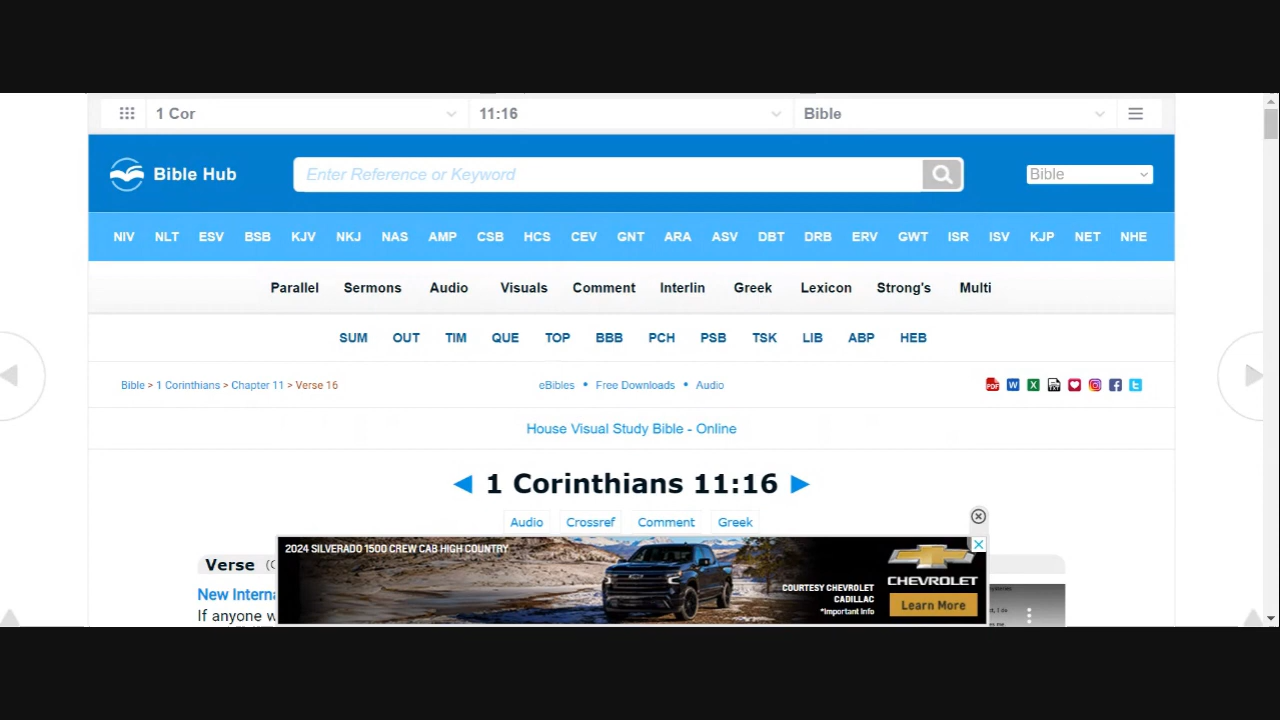 1 Cor 11:16 Bible
Bible Hub Enter Reference or Keyword Bible
NIV NLT ESV BSB KJV NKJ NAS AMP CSB HCS CEV GNT ARA ASV DBT DRB ERV GWT ISR ISV KJP NET NHE
Parallel Sermons Audio Visuals Comment Interlin Greek Lexicon Strong's Multi
SUM OUT TIM QUE TOP BBB PCH PSB TSK LIB ABP HEB
Bible > 1 Corinthians > Chapter 11 > Verse 16 eBibles • Free Downloads • Audio
House Visual Study Bible - Online
◄ 1 Corinthians 11:16 ►
Audio Crossref Comment Greek
Verse
New Interna
If anyone w
2024 SILVERADO 1500 CREW CAB HIGH COUNTRY
COURTESY CHEVROLET
CADILLAC
*Important Info
CHEVROLET
Learn More